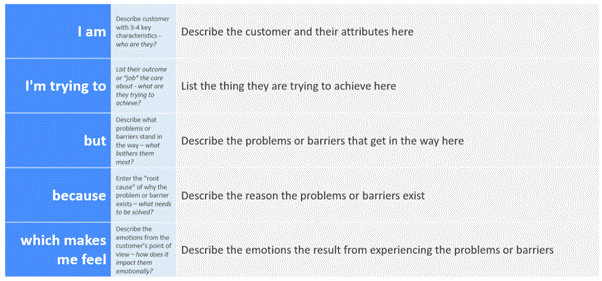 I am
Describe customer
with 3-4 key
characteristics -
who are they?
Describe the customer and their attributes here
I'm trying to
List their outcome
or "job" the care
about - what are
they trying to
achieve?
List the thing they are trying to achieve here
but
Describe what
problems or
barriers stand in
the way – what
bothers them
most?
Describe the problems or barriers that get in the way here
because
Enter the "root
cause" of why the
problem or barrier
exists – what needs
to be solved?
Describe the reason the problems or barriers exist
which makes
me feel
Describe the
emotions from the
customer's point of
view – how does it
impact them
emotionally?
Describe the emotions the result from experiencing the problems or barriers